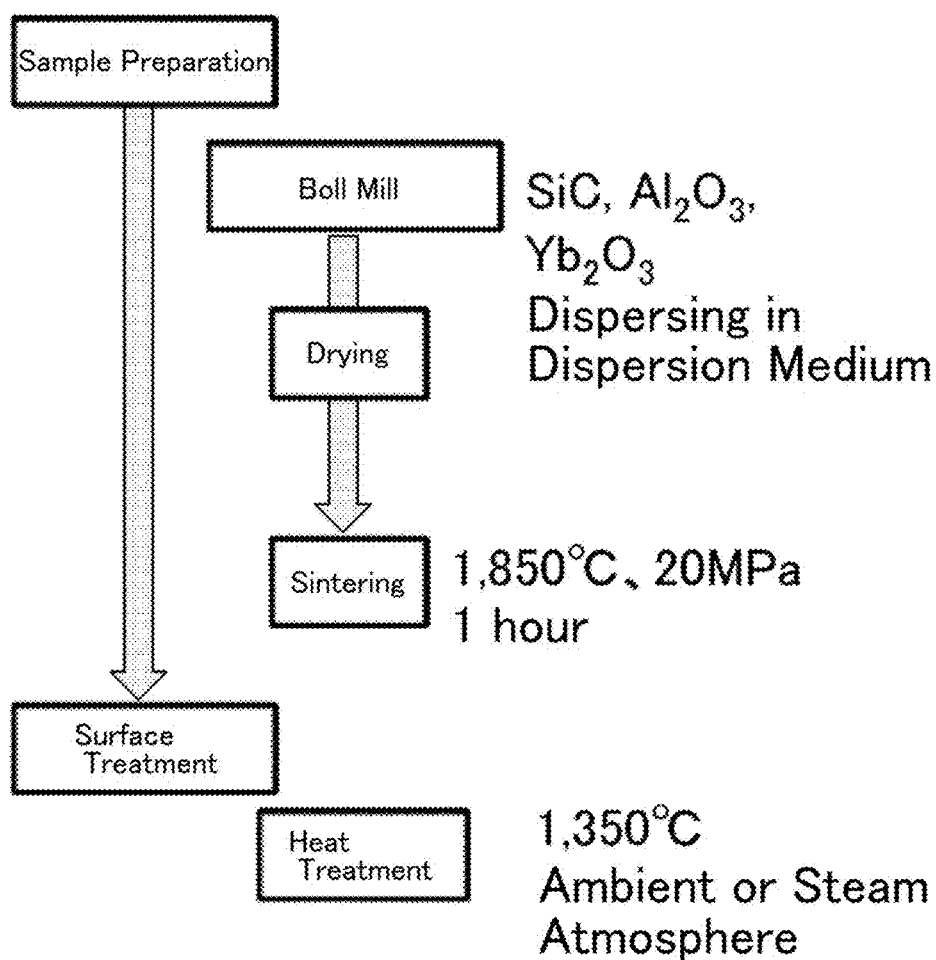 Sample Preparation
Boll Mill
SiC, Al₂O₃,
Yb₂O₃
Dispersing in
Dispersion Medium
Drying
Sintering
1,850℃、20MPa
1 hour
Surface
Treatment
Heat
Treatment
1,350℃
Ambient or Steam
Atmosphere